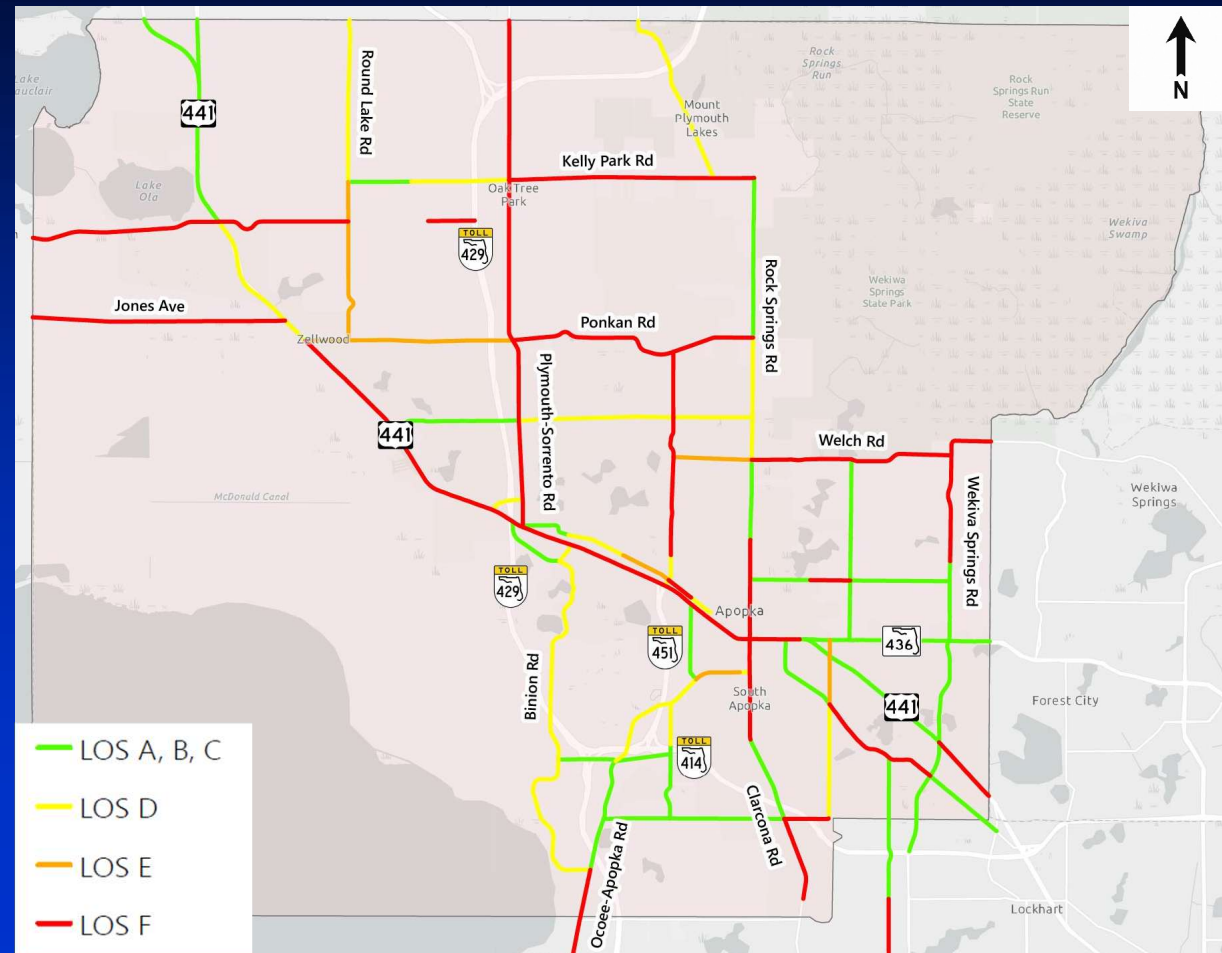 N
Rock
Springs
Run
Rock
Springs Run
State
Reserve
Lake
auclair
441
Round Lake Rd
Mount
Plymouth
Lakes
Kelly Park Rd
Lake
Ola
Oak Tree
Park
Wekiva
Swamp
TOLL
429
Rock Springs Rd
Wekiwa
Springs
State Park
Jones Ave
Ponkan Rd
Zellwood
Plymouth-Sorrento Rd
441
Welch Rd
McDonald Canal
Wekiva Springs Rd
Wekiwa
Springs
TOLL
429
Apopka
TOLL
451
436
Binion Rd
South
Apopka
441
Forest City
TOLL
414
Clarcona Rd
Ocoee-Apopka Rd
Lockhart
LOS A, B, C
LOS D
LOS E
LOS F